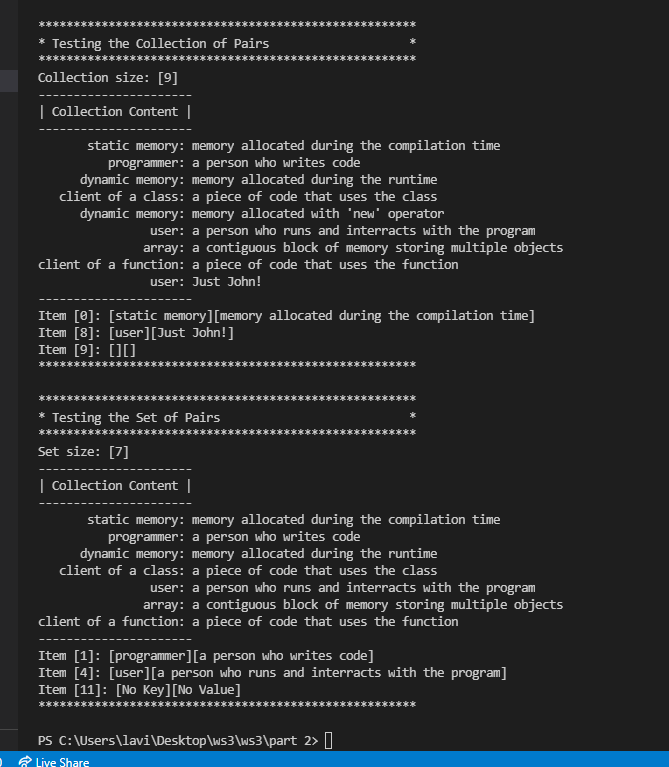 ******************************************************
* Testing the Collection of Pairs                    *
******************************************************
Collection size: [9]
----------------------
| Collection Content |
----------------------
       static memory: memory allocated during the compilation time
          programmer: a person who writes code
      dynamic memory: memory allocated during the runtime
   client of a class: a piece of code that uses the class
      dynamic memory: memory allocated with 'new' operator
                user: a person who runs and interracts with the program
               array: a contiguous block of memory storing multiple objects
client of a function: a piece of code that uses the function
                user: Just John!
----------------------
Item [0]: [static memory][memory allocated during the compilation time]
Item [8]: [user][Just John!]
Item [9]: [][]
******************************************************
******************************************************
* Testing the Set of Pairs                           *
******************************************************
Set size: [7]
----------------------
| Collection Content |
----------------------
       static memory: memory allocated during the compilation time
          programmer: a person who writes code
      dynamic memory: memory allocated during the runtime
   client of a class: a piece of code that uses the class
                user: a person who runs and interracts with the program
               array: a contiguous block of memory storing multiple objects
client of a function: a piece of code that uses the function
----------------------
Item [1]: [programmer][a person who writes code]
Item [4]: [user][a person who runs and interracts with the program]
Item [11]: [No Key][No Value]
******************************************************
PS C:\Users\lavi\Desktop\ws3\ws3\part 2>
Live Share